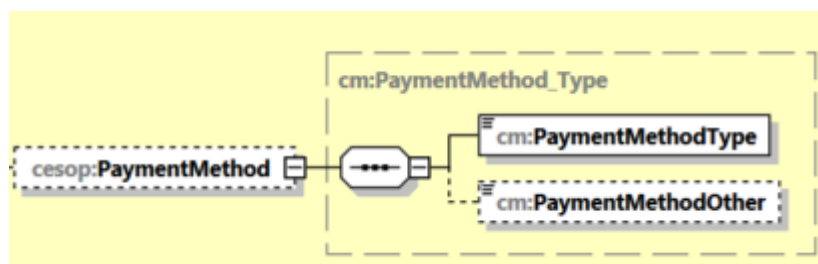 cm:PaymentMethod_Type
cm:PaymentMethodType
cesop:PaymentMethod
cm:PaymentMethodOther